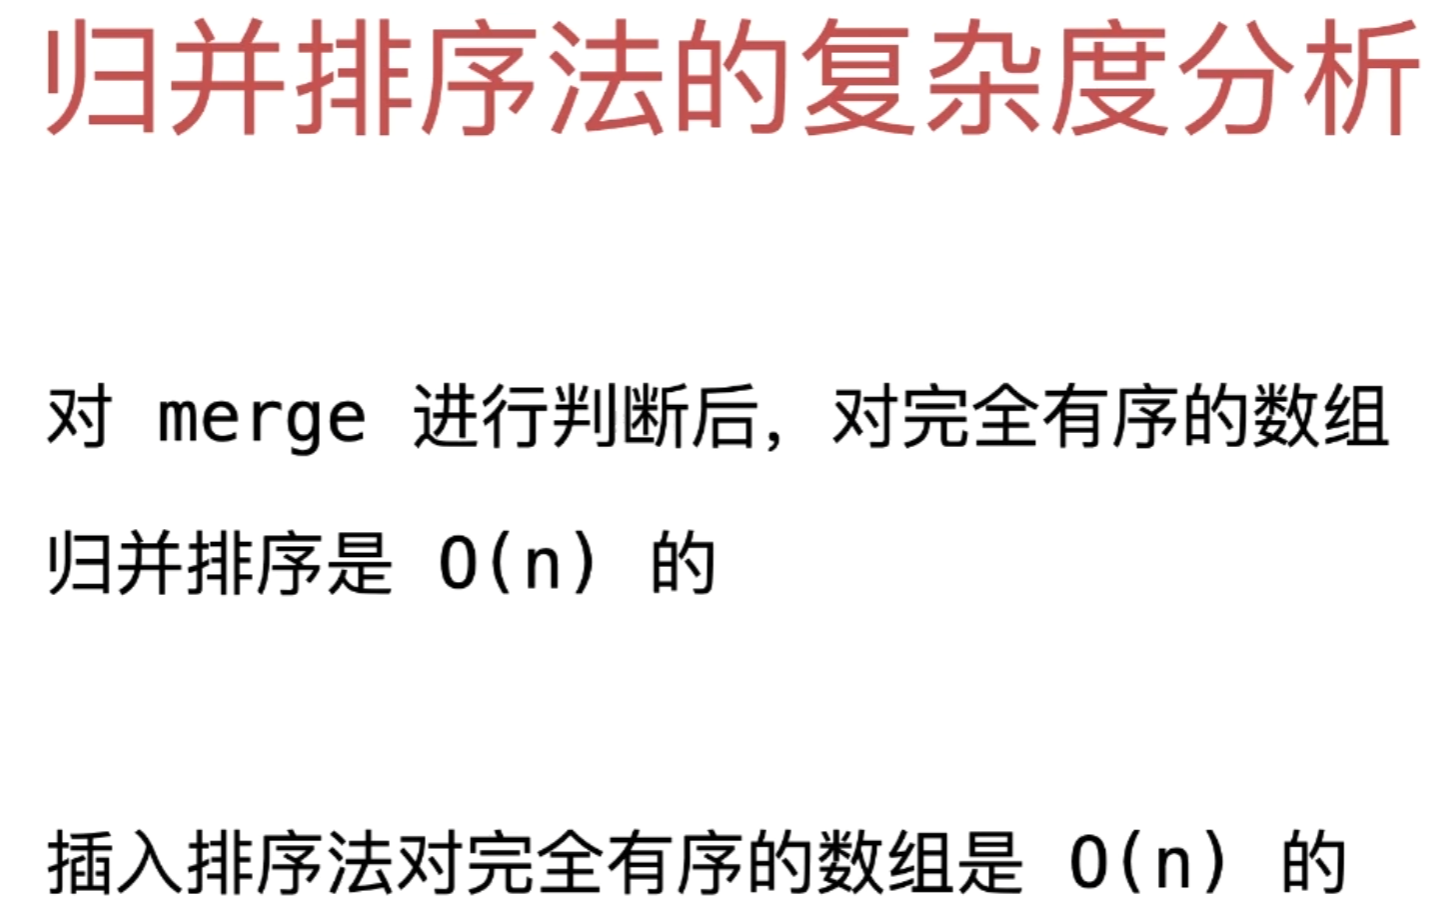 归并排序法的复杂度分析
对 merge 进行判断后，对完全有序的数组
归并排序是 O(n) 的
插入排序法对完全有序的数组是 O(n) 的